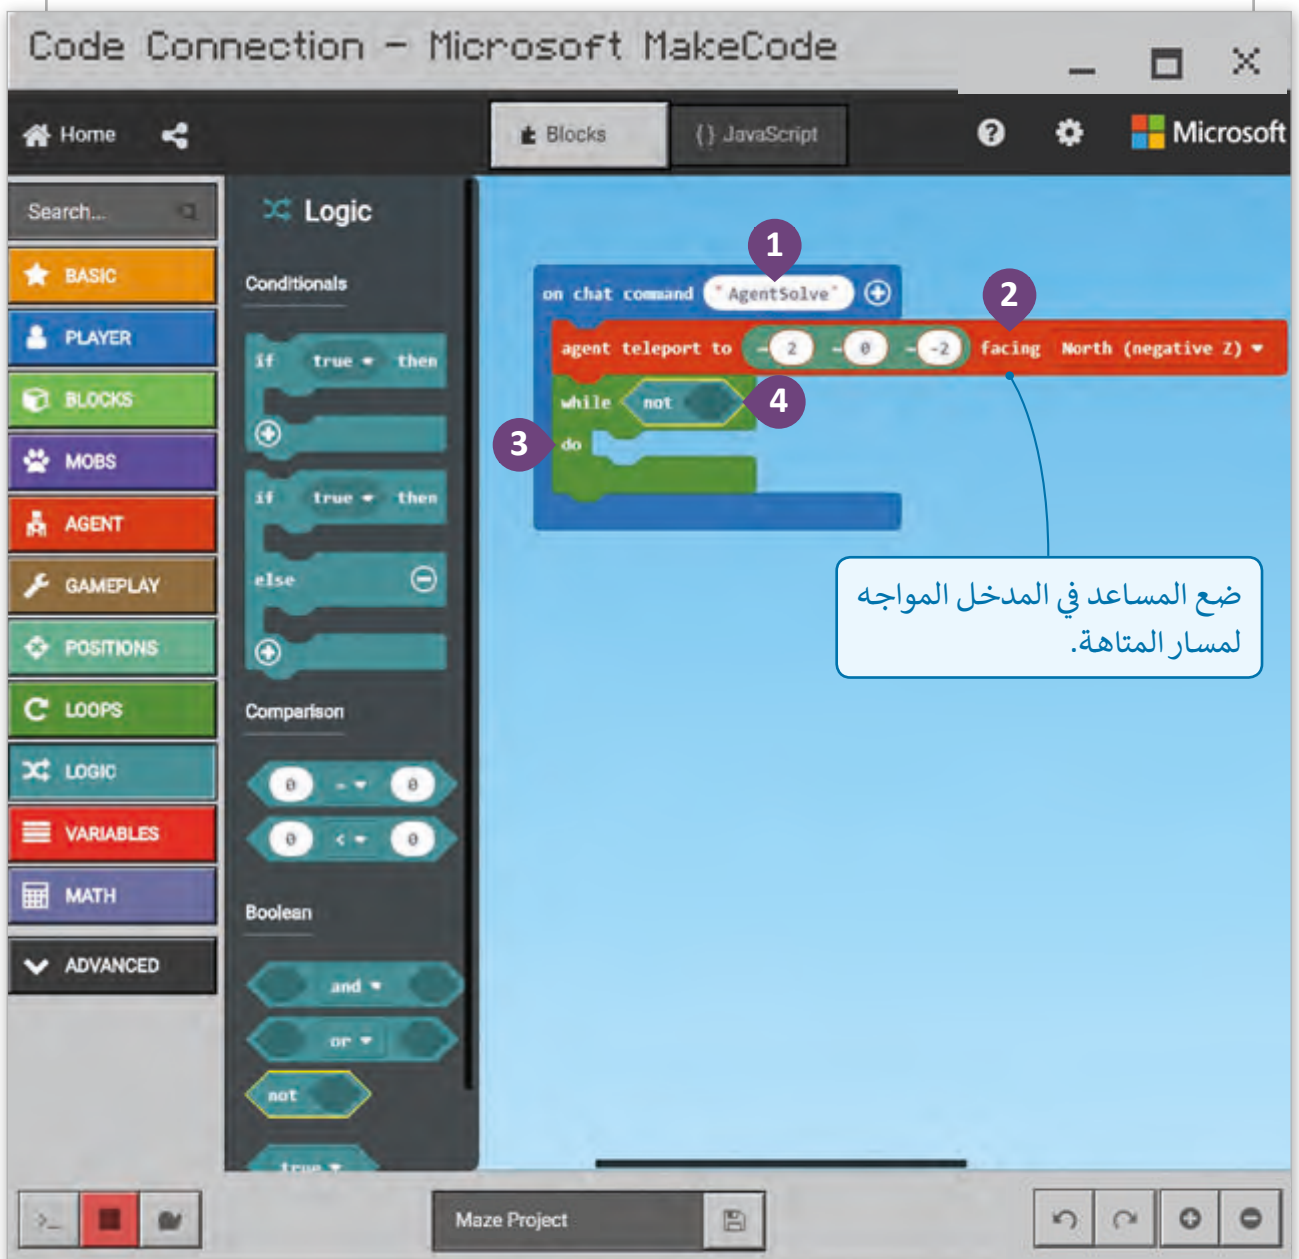 Code Connection - Microsoft MakeCode
Home
Blocks
{} JavaScript
?
Microsoft
Search...
BASIC
PLAYER
BLOCKS
MOBS
AGENT
GAMEPLAY
POSITIONS
LOOPS
LOGIC
VARIABLES
MATH
ADVANCED
Logic
Conditionals
if true then
if true then
else
Comparison
0 = 0
0 < 0
Boolean
and
or
not
true
1
on chat command "AgentSolve"
2
agent teleport to ~ 2 ~ 0 ~ -2 facing North (negative Z)
while not
4
3
do
ضع المساعد في المدخل المواجه
لمسار المتاهة.
>_
Maze Project